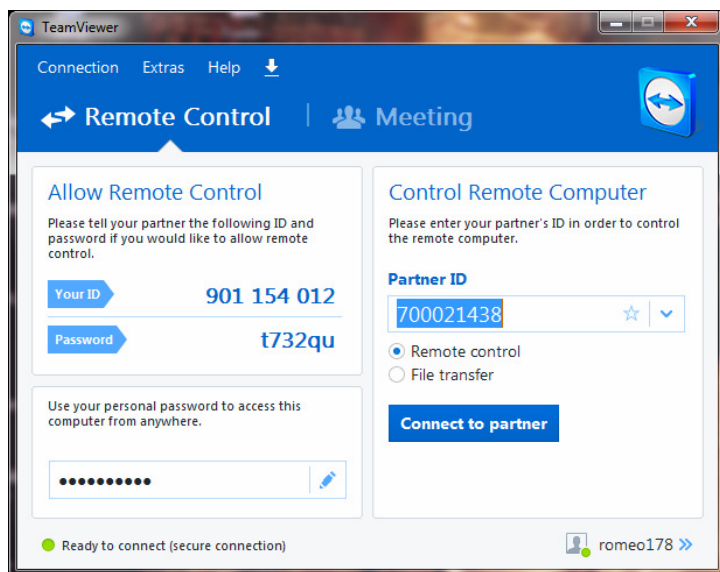 TeamViewer
Connection Extras Help
Remote Control Meeting
Allow Remote Control
Please tell your partner the following ID and
password if you would like to allow remote
control.
Your ID 901 154 012
Password t732qu
Use your personal password to access this
computer from anywhere.
••••••••••
Control Remote Computer
Please enter your partner's ID in order to control
the remote computer.
Partner ID
700021438
Remote control
File transfer
Connect to partner
Ready to connect (secure connection)
romeo178